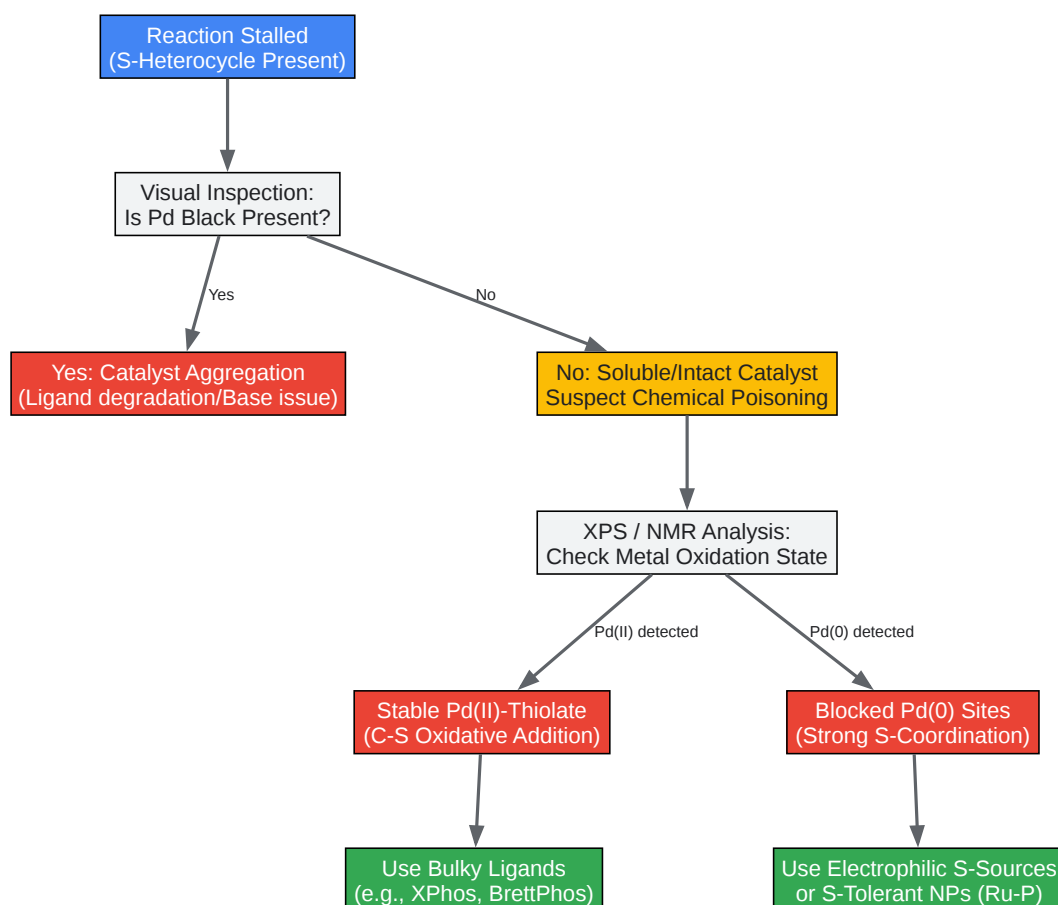 Reaction Stalled
(S-Heterocycle Present)
Visual Inspection:
Is Pd Black Present?
Yes
No
Yes: Catalyst Aggregation
(Ligand degradation/Base issue)
No: Soluble/Intact Catalyst
Suspect Chemical Poisoning
XPS / NMR Analysis:
Check Metal Oxidation State
Pd(II) detected
Pd(0) detected
Stable Pd(II)-Thiolate
(C-S Oxidative Addition)
Blocked Pd(0) Sites
(Strong S-Coordination)
Use Bulky Ligands
(e.g., XPhos, BrettPhos)
Use Electrophilic S-Sources
or S-Tolerant NPs (Ru-P)